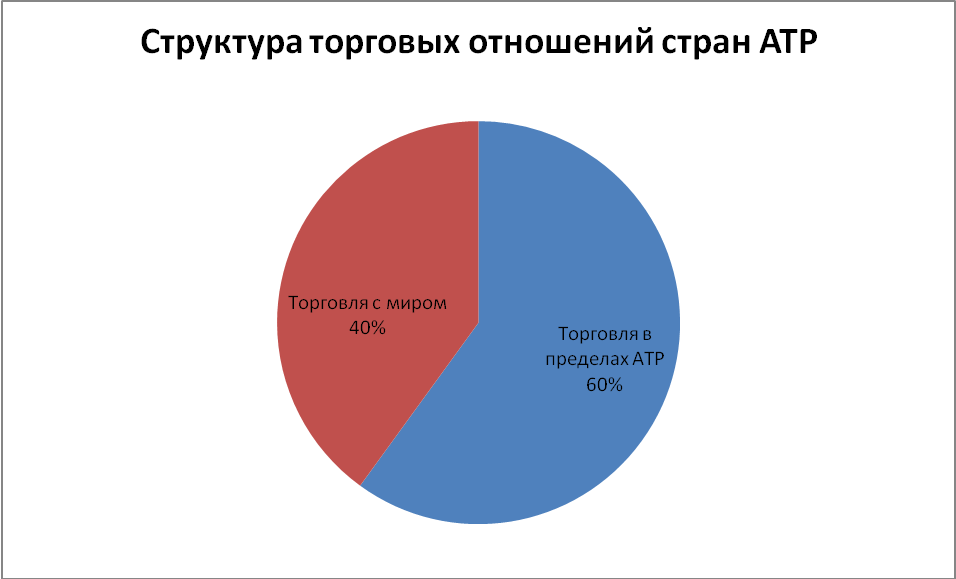 Структура торговых отношений стран АТР
Торговля с миром
40%
Торговля в
пределах АТР
60%